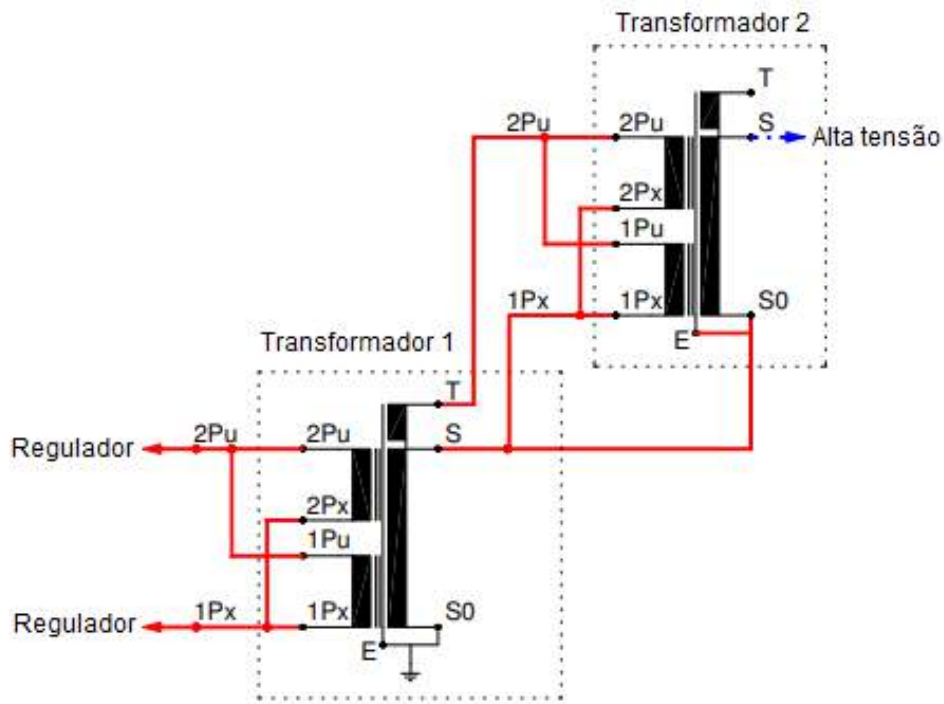 Transformador 2
T
2Pu 2Pu S Alta tensão
2Px
1Pu
1Px 1Px S0
E
Transformador 1
T
Regulador 2Pu 2Pu S
2Px
1Pu
Regulador 1Px 1Px S0
E